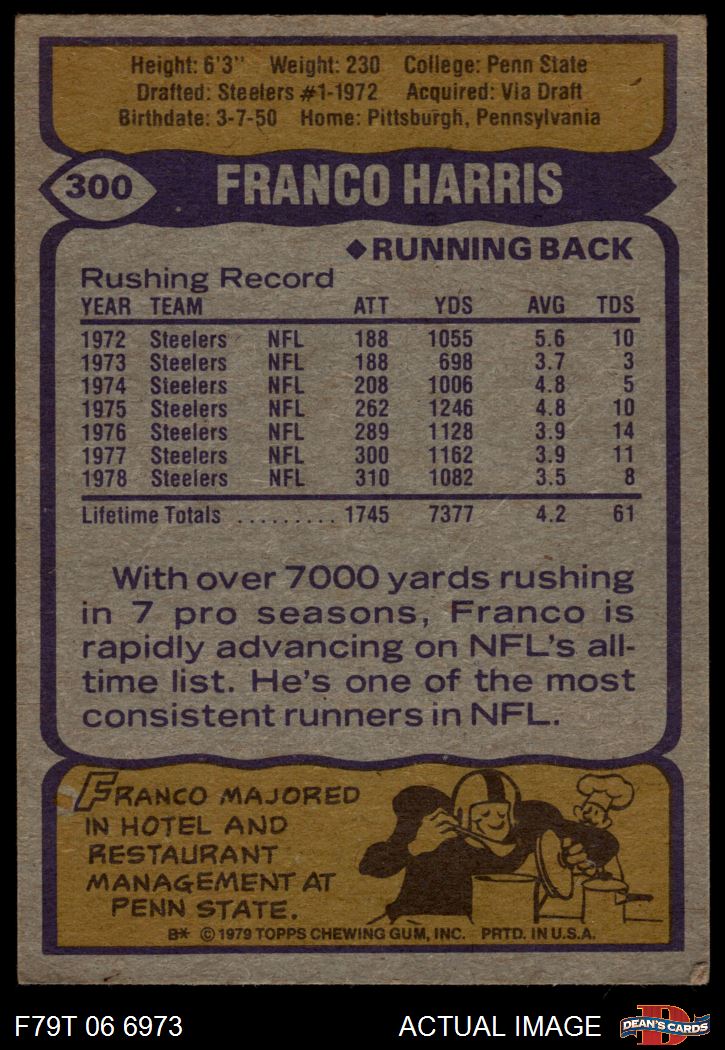 Height: 6'3" Weight: 230 College: Penn State
Drafted: Steelers #1-1972 Acquired: Via Draft
Birthdate: 3-7-50 Home: Pittsburgh, Pennsylvania
300 FRANCO HARRIS
◆RUNNING BACK
Rushing Record
YEAR TEAM ATT YDS AVG TDS
1972 Steelers NFL 188 1055 5.6 10
1973 Steelers NFL 188 698 3.7 3
1974 Steelers NFL 208 1006 4.8 5
1975 Steelers NFL 262 1246 4.8 10
1976 Steelers NFL 289 1128 3.9 14
1977 Steelers NFL 300 1162 3.9 11
1978 Steelers NFL 310 1082 3.5 8
Lifetime Totals .......... 1745 7377 4.2 61
With over 7000 yards rushing
in 7 pro seasons, Franco is
rapidly advancing on NFL's all-
time list. He's one of the most
consistent runners in NFL.
FRANCO MAJORED
IN HOTEL AND
RESTAURANT
MANAGEMENT AT
PENN STATE.
B* © 1979 TOPPS CHEWING GUM, INC. PRTD. IN U.S.A.
F79T 06 6973 ACTUAL IMAGE D DEAN'S CARDS